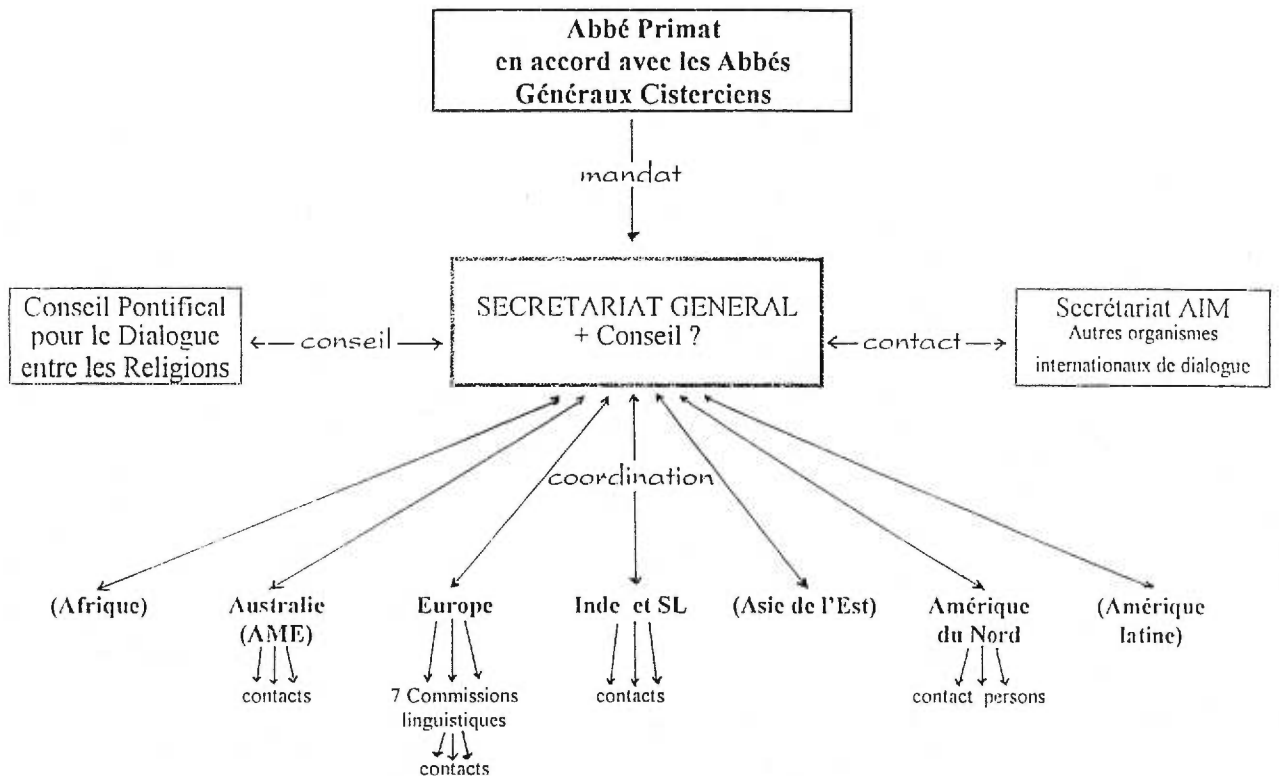 Abbé Primat
en accord avec les Abbés
Généraux Cisterciens
mandat
Conseil Pontifical
pour le Dialogue
entre les Religions
conseil
SECRETARIAT GENERAL
+ Conseil ?
contact
Secrétariat AIM
Autres organismes
internationaux de dialogue
coordination
(Afrique)
Australie
(AME)
contacts
Europe
7 Commissions
linguistiques
contacts
Inde et SL
contacts
(Asie de l'Est)
Amérique
du Nord
contact persons
(Amérique
latine)